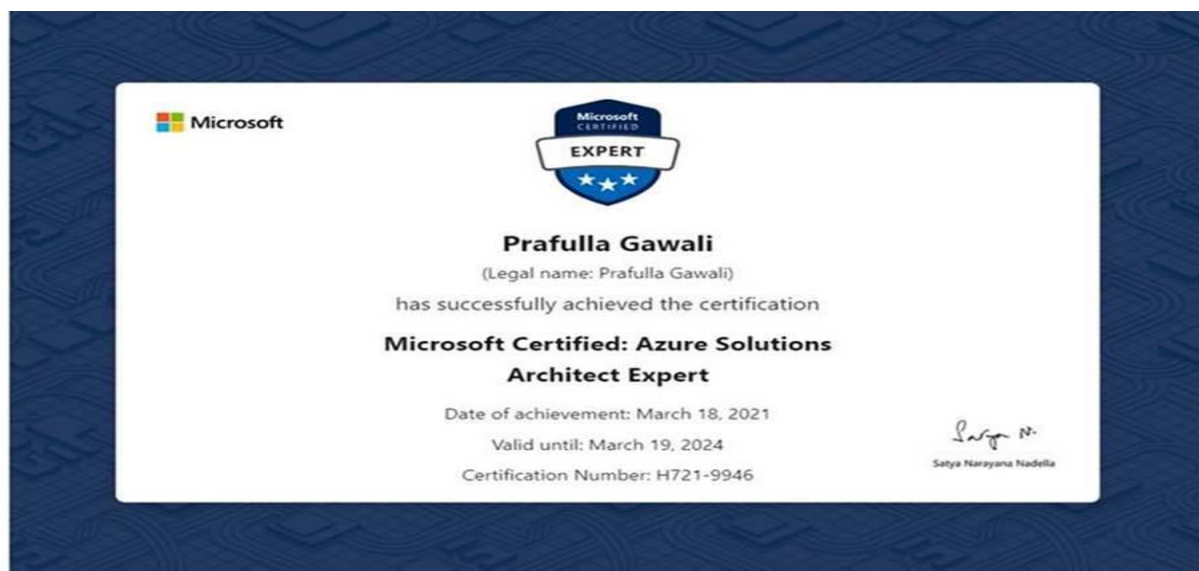 Microsoft
Microsoft
CERTIFIED
EXPERT
Prafulla Gawali
(Legal name: Prafulla Gawali)
has successfully achieved the certification
Microsoft Certified: Azure Solutions
Architect Expert
Date of achievement: March 18, 2021
Valid until: March 19, 2024
Certification Number: H721-9946
Satya N.
Satya Narayana Nadella